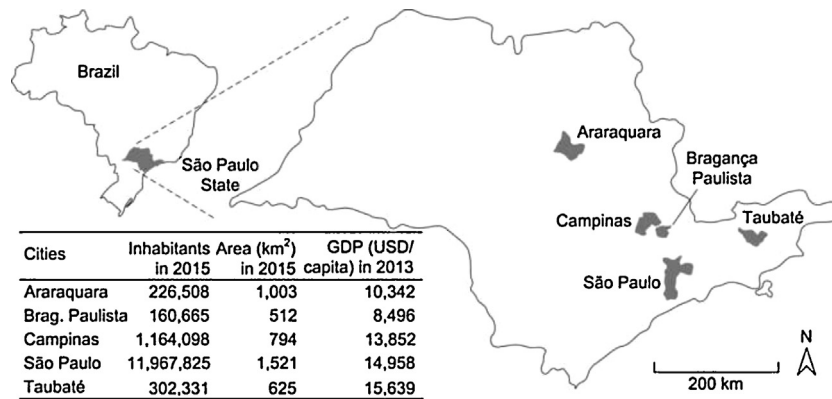 Brazil
São Paulo
State
Araraquara
Bragança
Paulista
Campinas
Taubaté
São Paulo
N
200 km
Cities Inhabitants in 2015 Area (km²) in 2015 GDP (USD/capita) in 2013
Araraquara 226,508 1,003 10,342
Brag. Paulista 160,665 512 8,496
Campinas 1,164,098 794 13,852
São Paulo 11,967,825 1,521 14,958
Taubaté 302,331 625 15,639